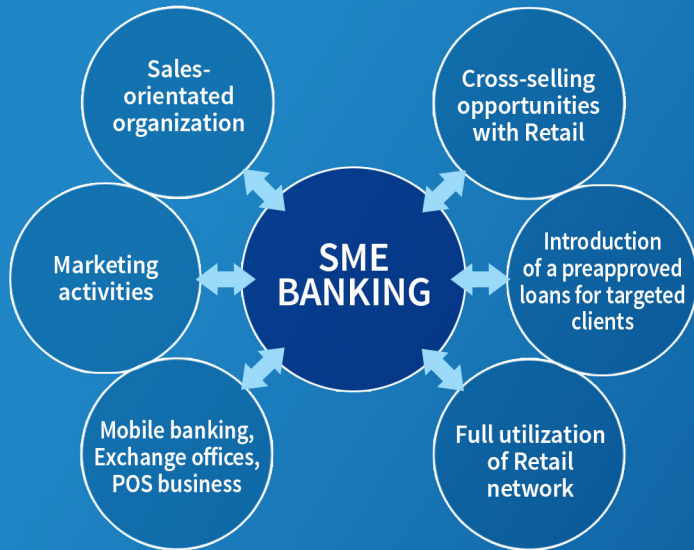 Sales-
orientated
organization
Cross-selling
opportunities
with Retail
Marketing
activities
SME
BANKING
Introduction
of a preapproved
loans for targeted
clients
Mobile banking,
Exchange offices,
POS business
Full utilization
of Retail
network